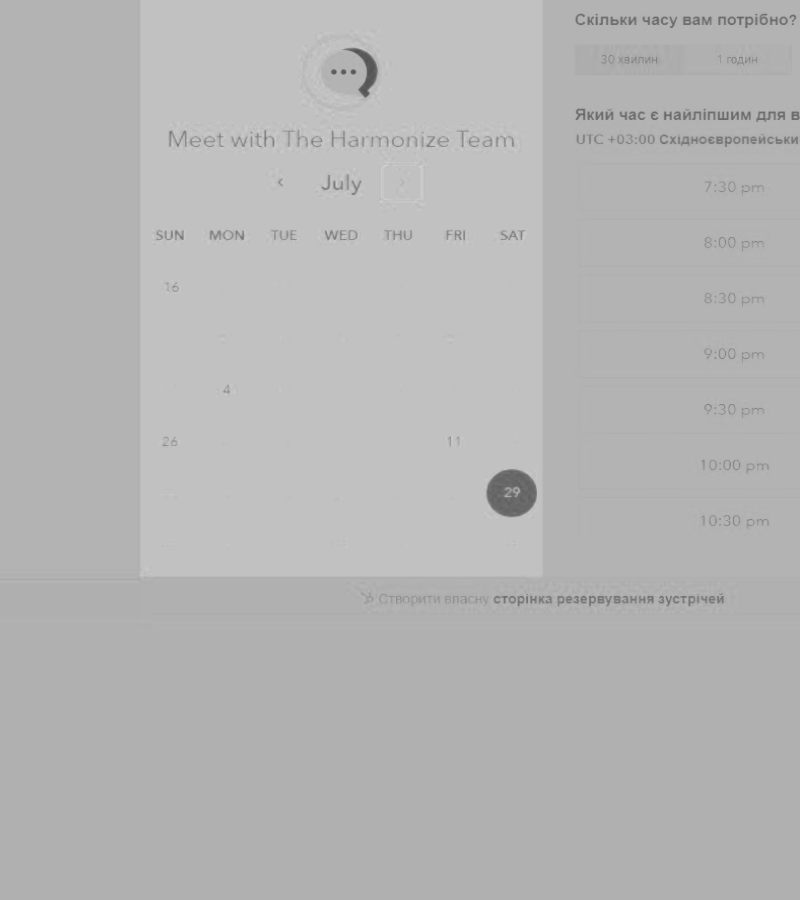 Meet with The Harmonize Team
‹ July ›
SUN MON TUE WED THU FRI SAT
16
4
26 11
29
Скільки часу вам потрібно?
30 хвилин 1 годин
Який час є найліпшим для в
UTC +03:00 Східноєвропейськи
7:30 pm
8:00 pm
8:30 pm
9:00 pm
9:30 pm
10:00 pm
10:30 pm
Створити власну сторінка резервування зустрічей